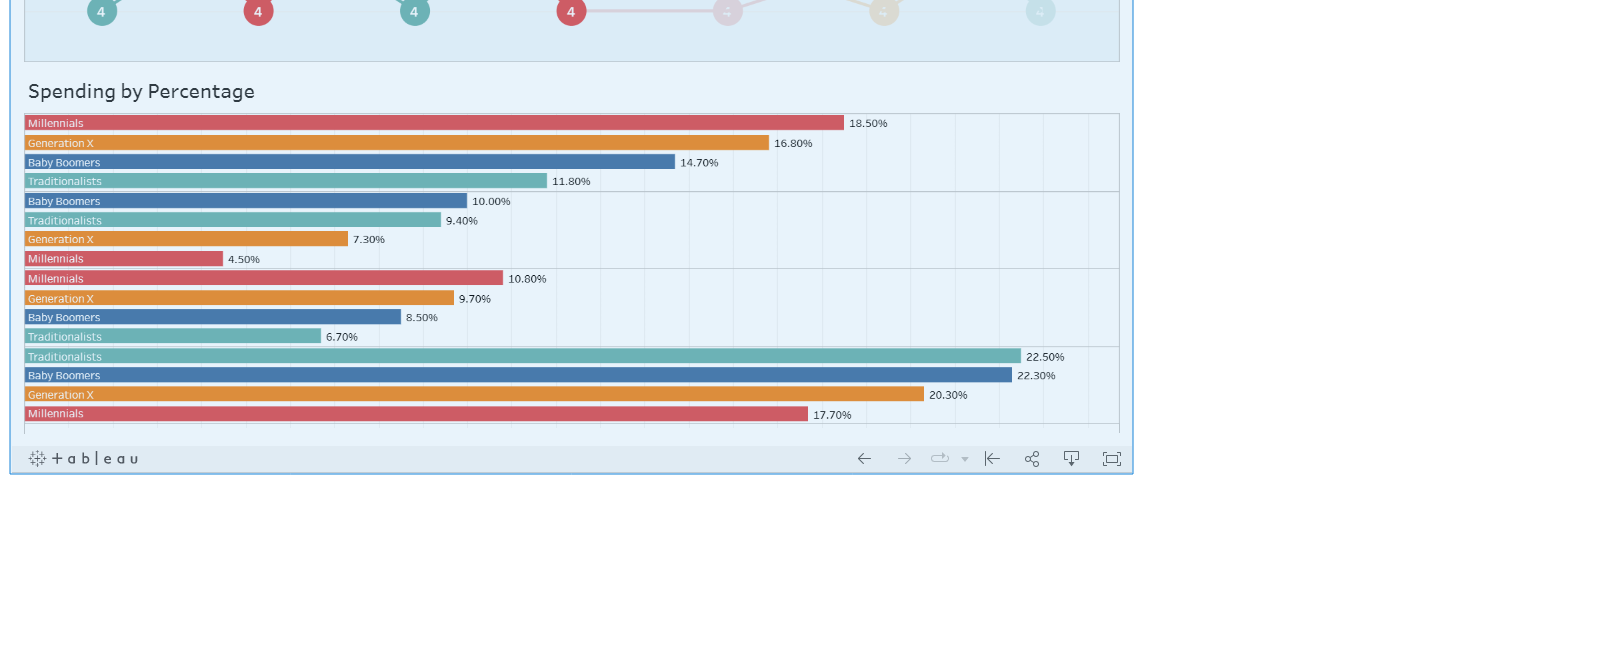 4 4 4 4 4 4 4
Spending by Percentage
Millennials 18.50%
Generation X 16.80%
Baby Boomers 14.70%
Traditionalists 11.80%
Baby Boomers 10.00%
Traditionalists 9.40%
Generation X 7.30%
Millennials 4.50%
Millennials 10.80%
Generation X 9.70%
Baby Boomers 8.50%
Traditionalists 6.70%
Traditionalists 22.50%
Baby Boomers 22.30%
Generation X 20.30%
Millennials 17.70%
+ a b | e a u